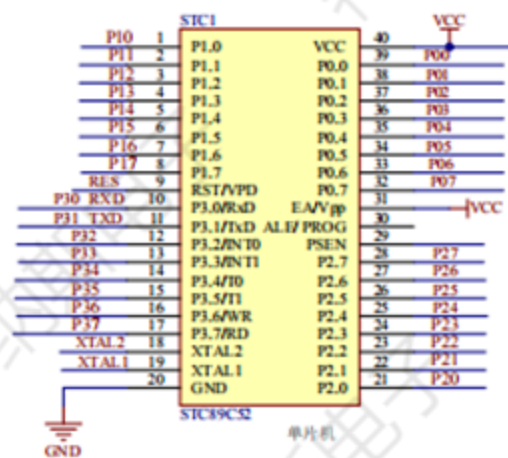 STC1
VCC
P10 1 P1.0 VCC 40
P11 2 P1.1 P0.0 39 P00
P12 3 P1.2 P0.1 38 P01
P13 4 P1.3 P0.2 37 P02
P14 5 P1.4 P0.3 36 P03
P15 6 P1.5 P0.4 35 P04
P16 7 P1.6 P0.5 34 P05
P17 8 P1.7 P0.6 33 P06
RES 9 RST/VPD P0.7 32 P07
P30 RXD 10 P3.0/RxD EA/Vpp 31 VCC
P31 TXD 11 P3.1/TxD ALE/PROG 30
P32 12 P3.2/INT0 PSEN 29
P33 13 P3.3/INT1 P2.7 28 P27
P34 14 P3.4/T0 P2.6 27 P26
P35 15 P3.5/T1 P2.5 26 P25
P36 16 P3.6/WR P2.4 25 P24
P37 17 P3.7/RD P2.3 24 P23
XTAL2 18 XTAL2 P2.2 23 P22
XTAL1 19 XTAL1 P2.1 22 P21
20 GND P2.0 21 P20
STC89C52
单片机
GND